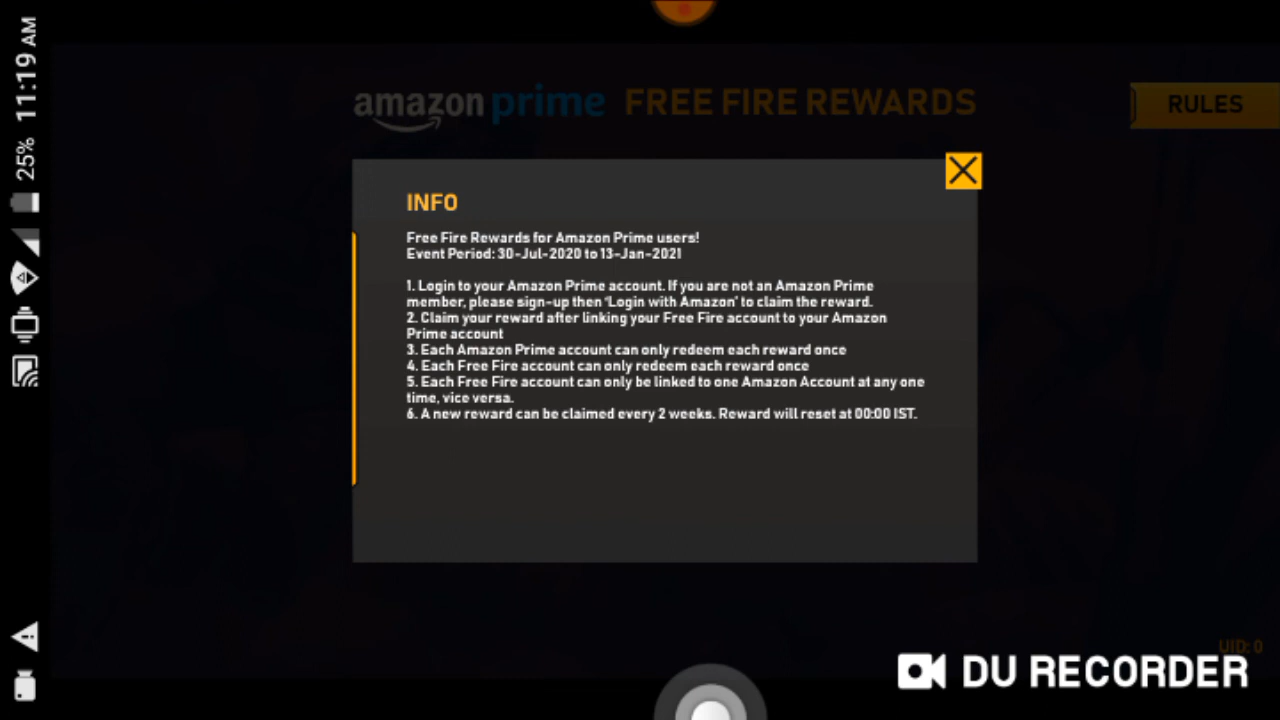 11:19 AM
25%
amazon prime FREE FIRE REWARDS
RULES
INFO
Free Fire Rewards for Amazon Prime users!
Event Period: 30-Jul-2020 to 13-Jan-2021
1. Login to your Amazon Prime account. If you are not an Amazon Prime
member, please sign-up then 'Login with Amazon' to claim the reward.
2. Claim your reward after linking your Free Fire account to your Amazon
Prime account
3. Each Amazon Prime account can only redeem each reward once
4. Each Free Fire account can only redeem each reward once
5. Each Free Fire account can only be linked to one Amazon Account at any one
time, vice versa.
6. A new reward can be claimed every 2 weeks. Reward will reset at 00:00 IST.
UID: 0
DU RECORDER